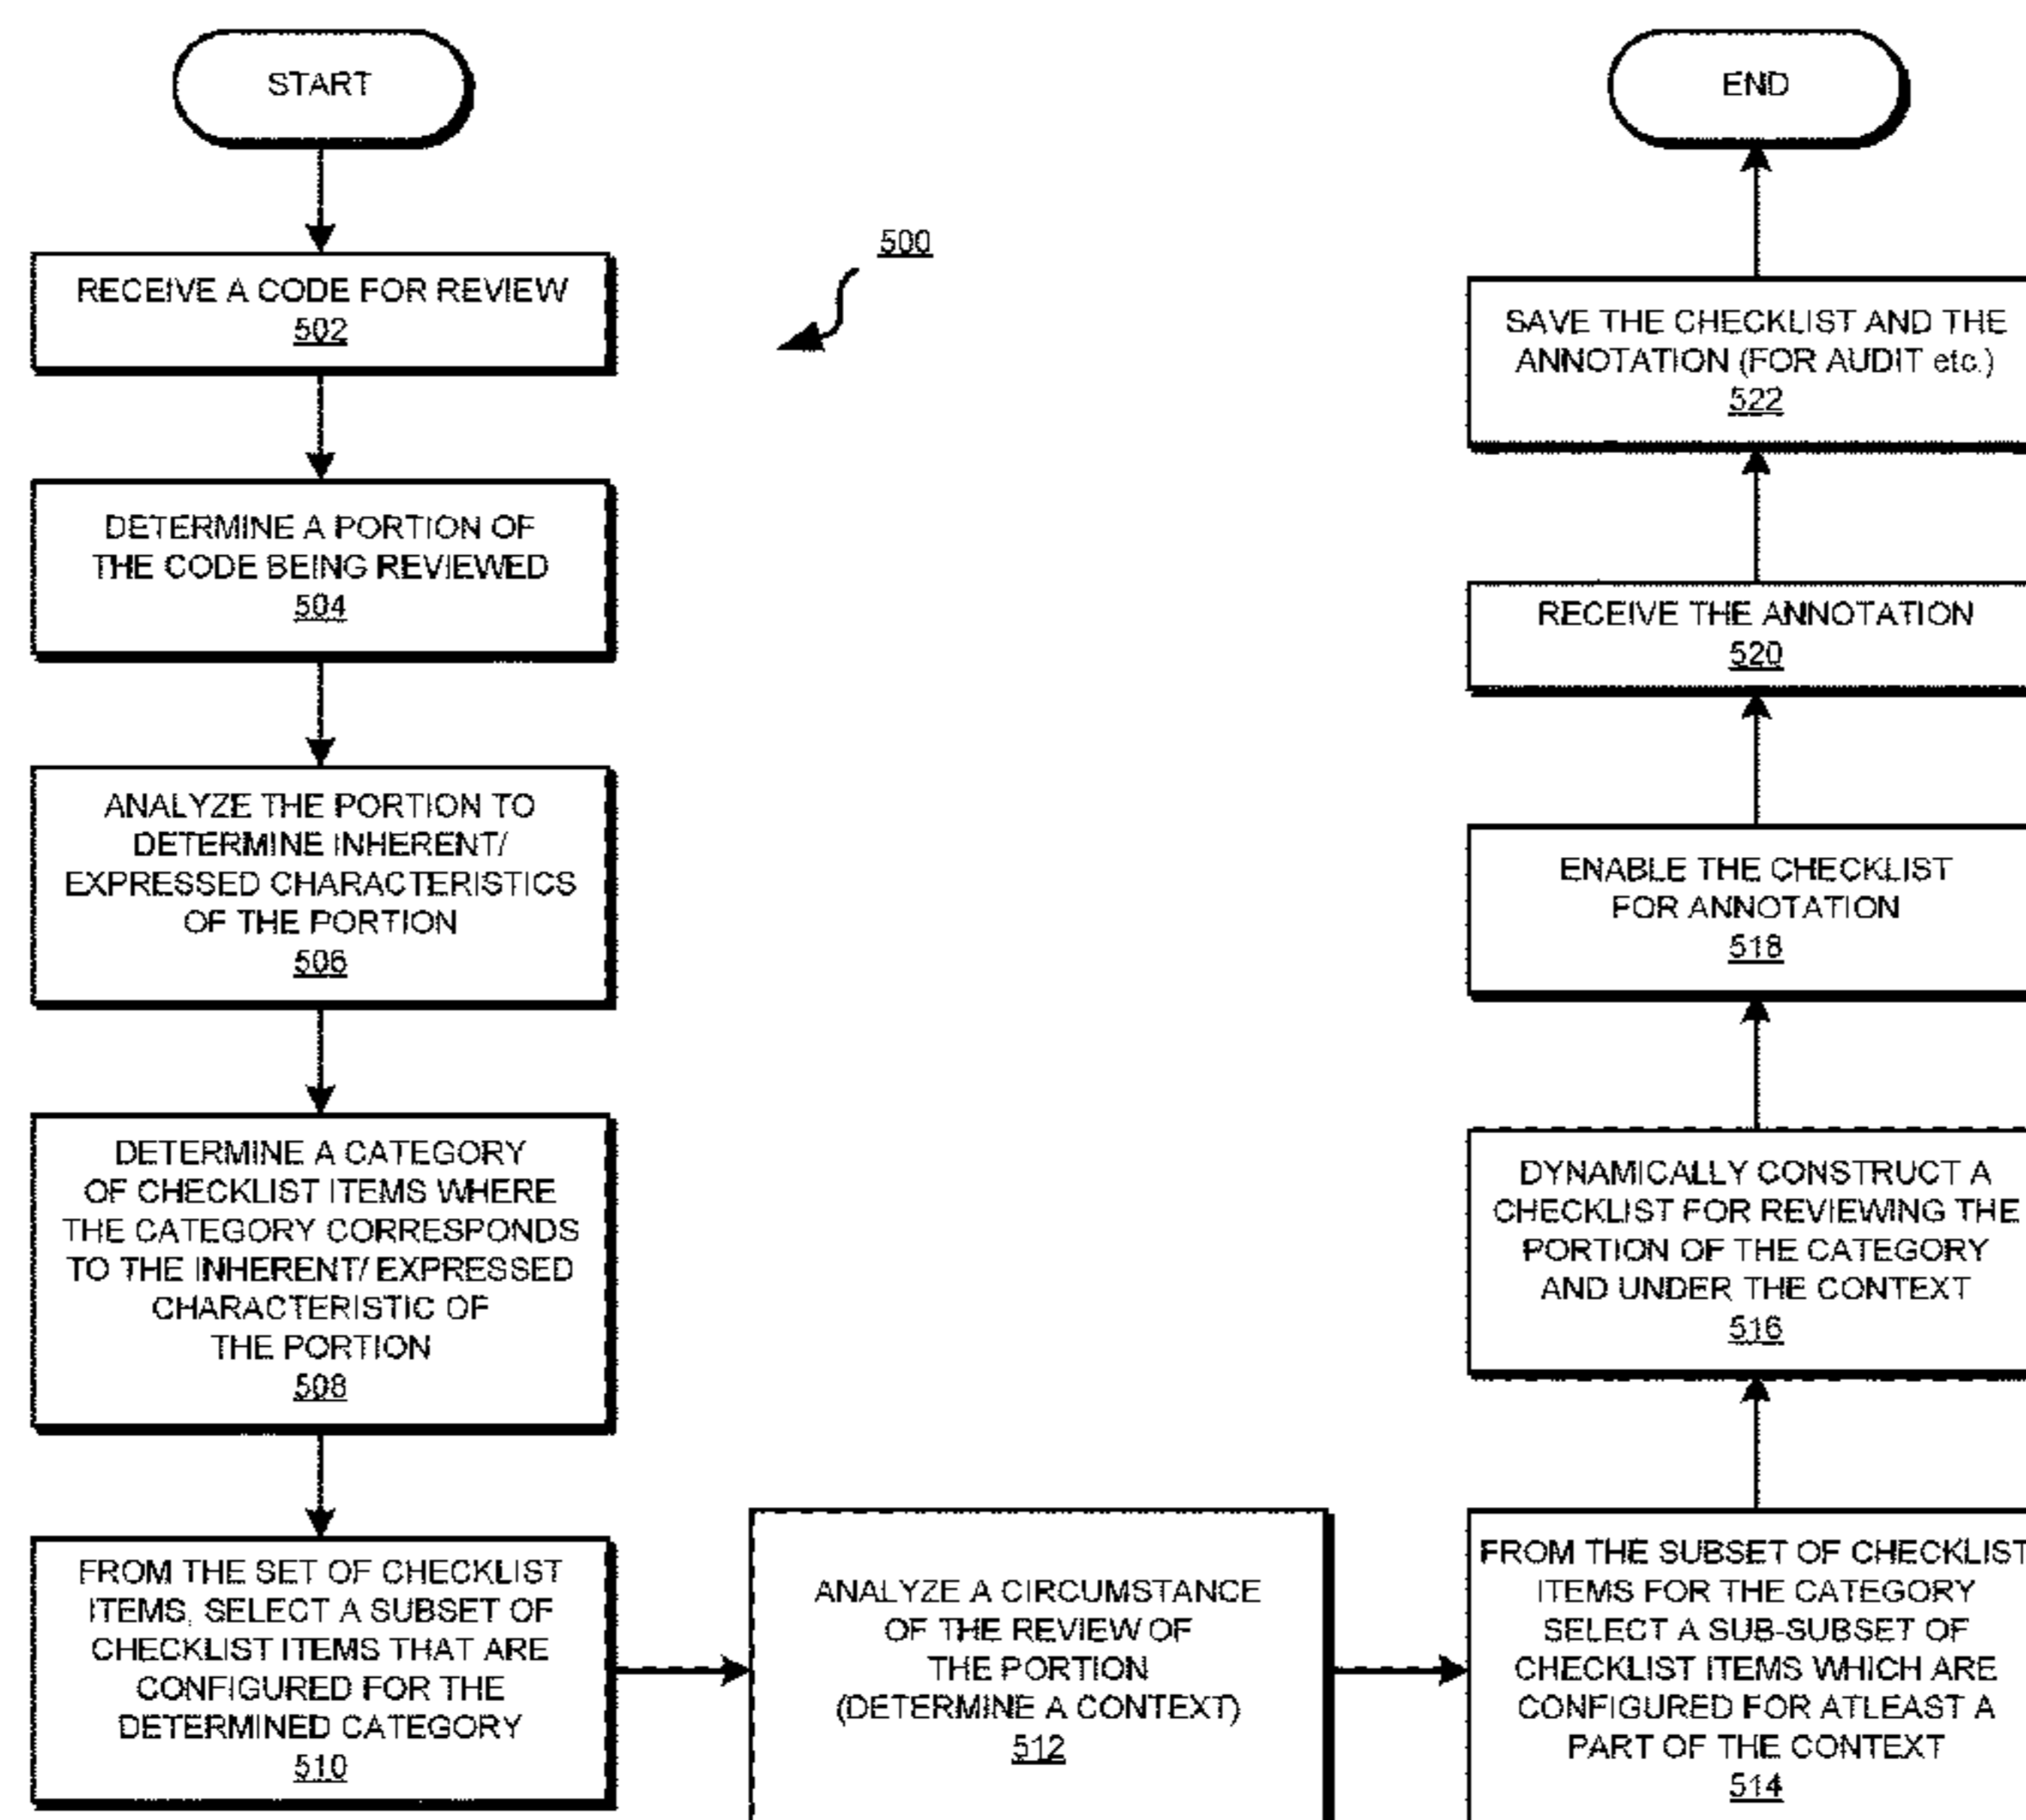 START
RECEIVE A CODE FOR REVIEW
502
DETERMINE A PORTION OF
THE CODE BEING REVIEWED
504
ANALYZE THE PORTION TO
DETERMINE INHERENT/
EXPRESSED CHARACTERISTICS
OF THE PORTION
506
DETERMINE A CATEGORY
OF CHECKLIST ITEMS WHERE
THE CATEGORY CORRESPONDS
TO THE INHERENT/ EXPRESSED
CHARACTERISTIC OF
THE PORTION
508
FROM THE SET OF CHECKLIST
ITEMS, SELECT A SUBSET OF
CHECKLIST ITEMS THAT ARE
CONFIGURED FOR THE
DETERMINED CATEGORY
510
500
ANALYZE A CIRCUMSTANCE
OF THE REVIEW OF
THE PORTION
(DETERMINE A CONTEXT)
512
FROM THE SUBSET OF CHECKLIST
ITEMS FOR THE CATEGORY
SELECT A SUB-SUBSET OF
CHECKLIST ITEMS WHICH ARE
CONFIGURED FOR ATLEAST A
PART OF THE CONTEXT
514
DYNAMICALLY CONSTRUCT A
CHECKLIST FOR REVIEWING THE
PORTION OF THE CATEGORY
AND UNDER THE CONTEXT
516
ENABLE THE CHECKLIST
FOR ANNOTATION
518
RECEIVE THE ANNOTATION
520
SAVE THE CHECKLIST AND THE
ANNOTATION (FOR AUDIT etc.)
522
END